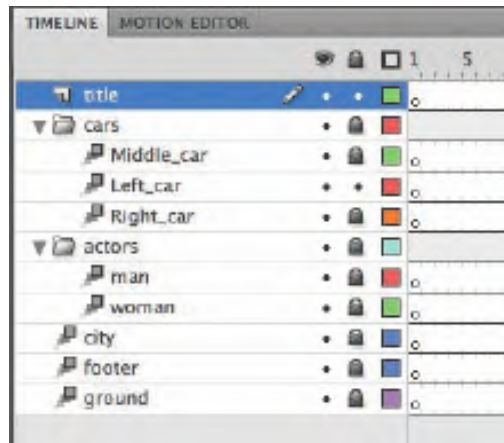 TIMELINE MOTION EDITOR
1 5
title
cars
Middle_car
Left_car
Right_car
actors
man
woman
city
footer
ground